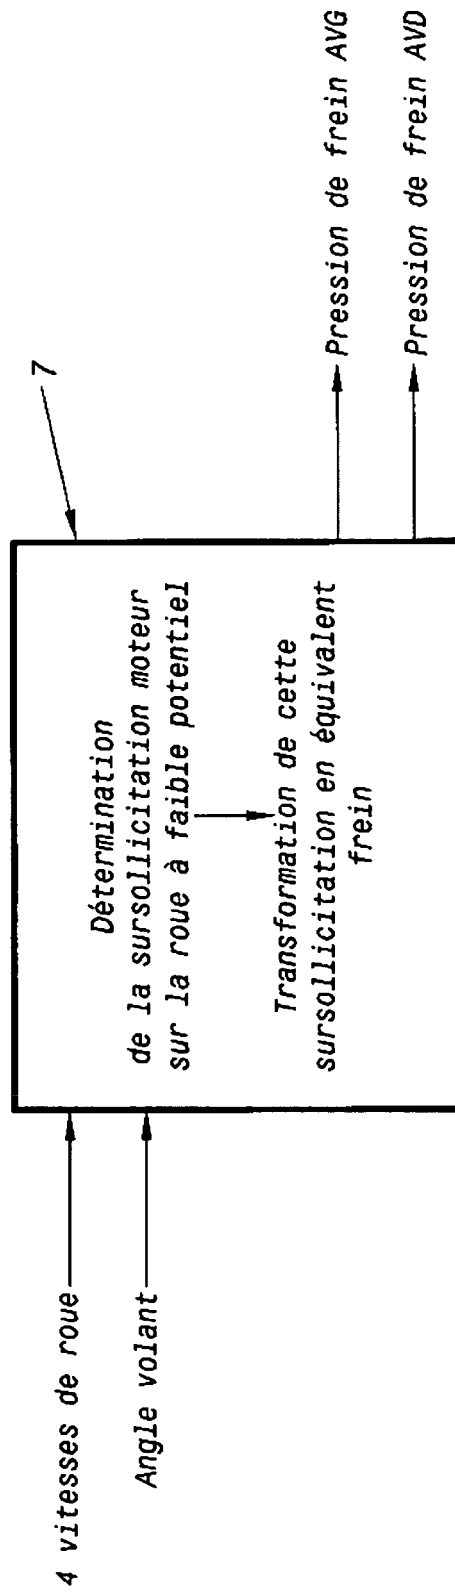 4 vitesses de roue
Angle volant
Détermination
de la sursollicitation moteur
sur la roue à faible potentiel
Transformation de cette
sursollicitation en équivalent
frein
7
Pression de frein AVG
Pression de frein AVD